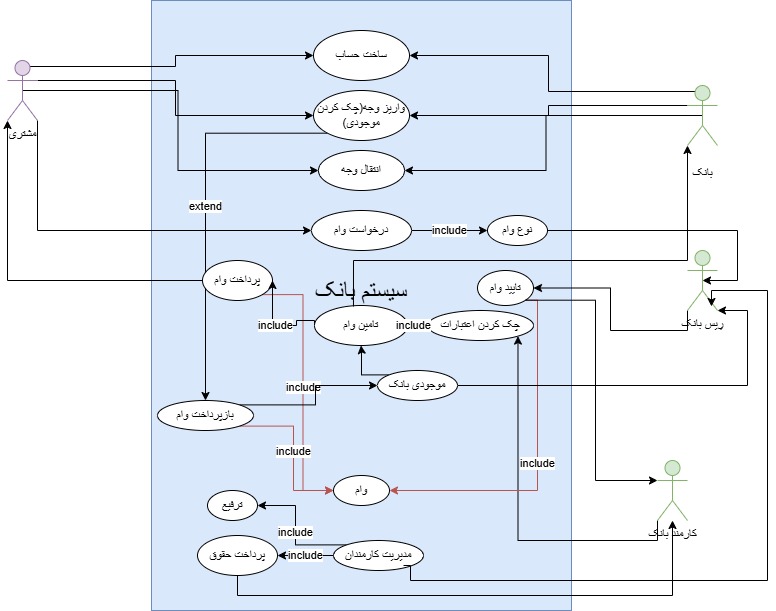 ساخت حساب
واریز وجه(چک کردن
موجودی)
مشتری
انتقال وجه
بانک
extend
درخواست وام
include
نوع وام
پرداخت وام
سیستم بانک
تایید وام
include
تامین وام
include
چک کردن اعتبارات
ریس بانک
include
موجودی بانک
بازپرداخت وام
include
include
وام
ترفیع
include
کارمند بانک
پرداخت حقوق
include
مدیریت کارمندان